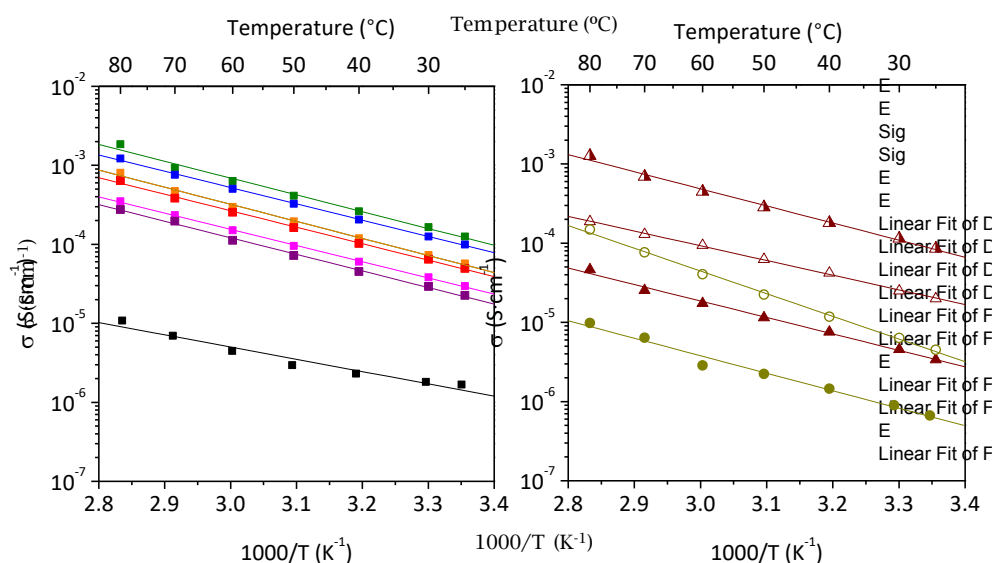 Temperature (°C)
80 70 60 50 40 30
10⁻²
10⁻³
10⁻⁴
10⁻⁵
10⁻⁶
10⁻⁷
σ (S·cm⁻¹)
2.8 2.9 3.0 3.1 3.2 3.3 3.4
1000/T (K⁻¹)
Temperature (ºC)
1000/T (K⁻¹)
Temperature (°C)
80 70 60 50 40 30
10⁻²
10⁻³
10⁻⁴
10⁻⁵
10⁻⁶
10⁻⁷
σ (S·cm⁻¹)
2.8 2.9 3.0 3.1 3.2 3.3 3.4
1000/T (K⁻¹)
E
E
Sig
Sig
E
E
Linear Fit of D
Linear Fit of D
Linear Fit of D
Linear Fit of D
Linear Fit of F
Linear Fit of F
E
Linear Fit of F
Linear Fit of F
E
Linear Fit of F